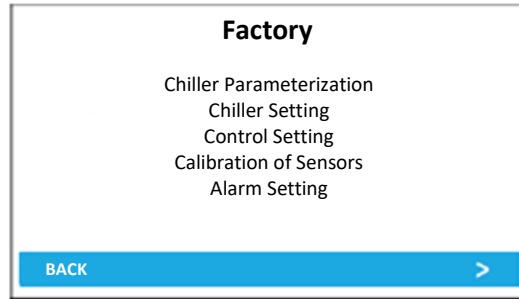 Factory
Chiller Parameterization
Chiller Setting
Control Setting
Calibration of Sensors
Alarm Setting
BACK >